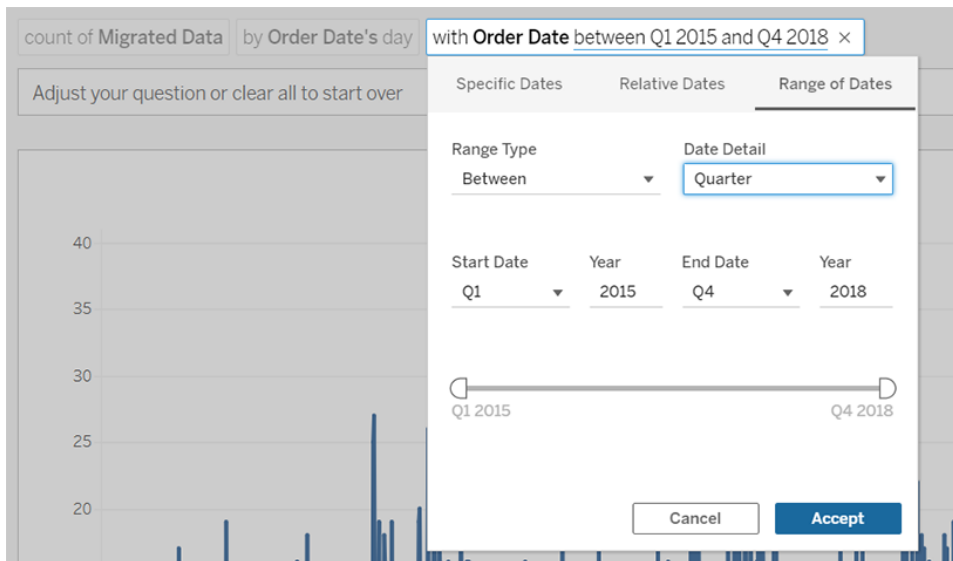 count of Migrated Data by Order Date's day with Order Date between Q1 2015 and Q4 2018 ×
Adjust your question or clear all to start over
Specific Dates Relative Dates Range of Dates
Range Type Date Detail
Between Quarter
Start Date Year End Date Year
Q1 2015 Q4 2018
Q1 2015 Q4 2018
Cancel Accept
40
35
30
25
20